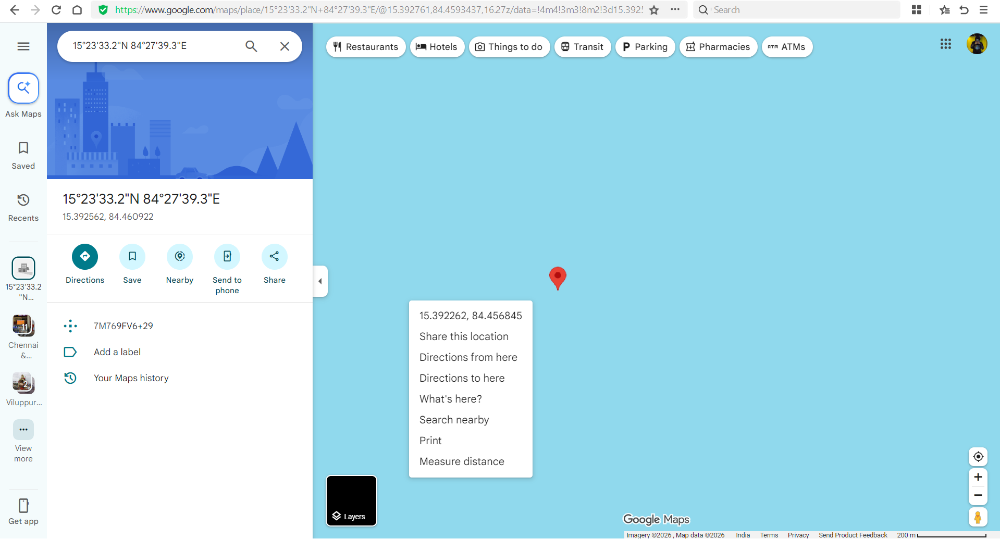 https://www.google.com/maps/place/15°23'33.2"N+84°27'39.3"E/@15.392761,84.4593437,16.27z/data=!4m4!3m3!8m2!3d15.392!
Search
15°23'33.2"N 84°27'39.3"E
Restaurants
Hotels
Things to do
Transit
Parking
Pharmacies
ATM ATMs
Ask Maps
Saved
Recents
15°23'33.2
"N...
11
Chennai
&...
2
Viluppur...
View
more
Get app
15°23'33.2"N 84°27'39.3"E
15.392562, 84.460922
Directions
Save
Nearby
Send to
phone
Share
7M769FV6+29
Add a label
Your Maps history
15.392262, 84.456845
Share this location
Directions from here
Directions to here
What's here?
Search nearby
Print
Measure distance
Layers
Google Maps
Imagery ©2026 , Map data ©2026 India Terms Privacy Send Product Feedback 200 m